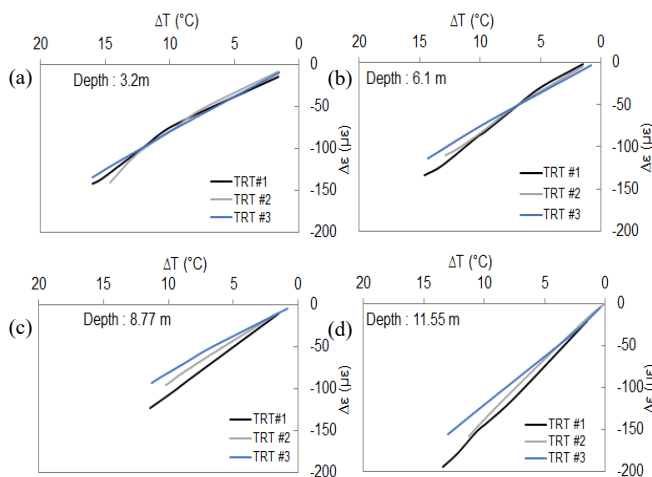 ΔT (°C)
20 15 10 5 0
(a)
Depth : 3.2m
0
-50
-100
-150
-200
Δε (με)
TRT#1
TRT #2
TRT #3
ΔT (°C)
20 15 10 5 0
(b)
Depth : 6.1 m
0
-50
-100
-150
-200
Δε (με)
TRT #1
TRT #2
TRT #3
ΔT (°C)
20 15 10 5 0
(c)
Depth : 8.77 m
0
-50
-100
-150
-200
Δε (με)
TRT#1
TRT #2
TRT #3
ΔT (°C)
20 15 10 5 0
(d)
Depth : 11.55 m
0
-50
-100
-150
-200
Δε (με)
TRT #1
TRT #2
TRT #3